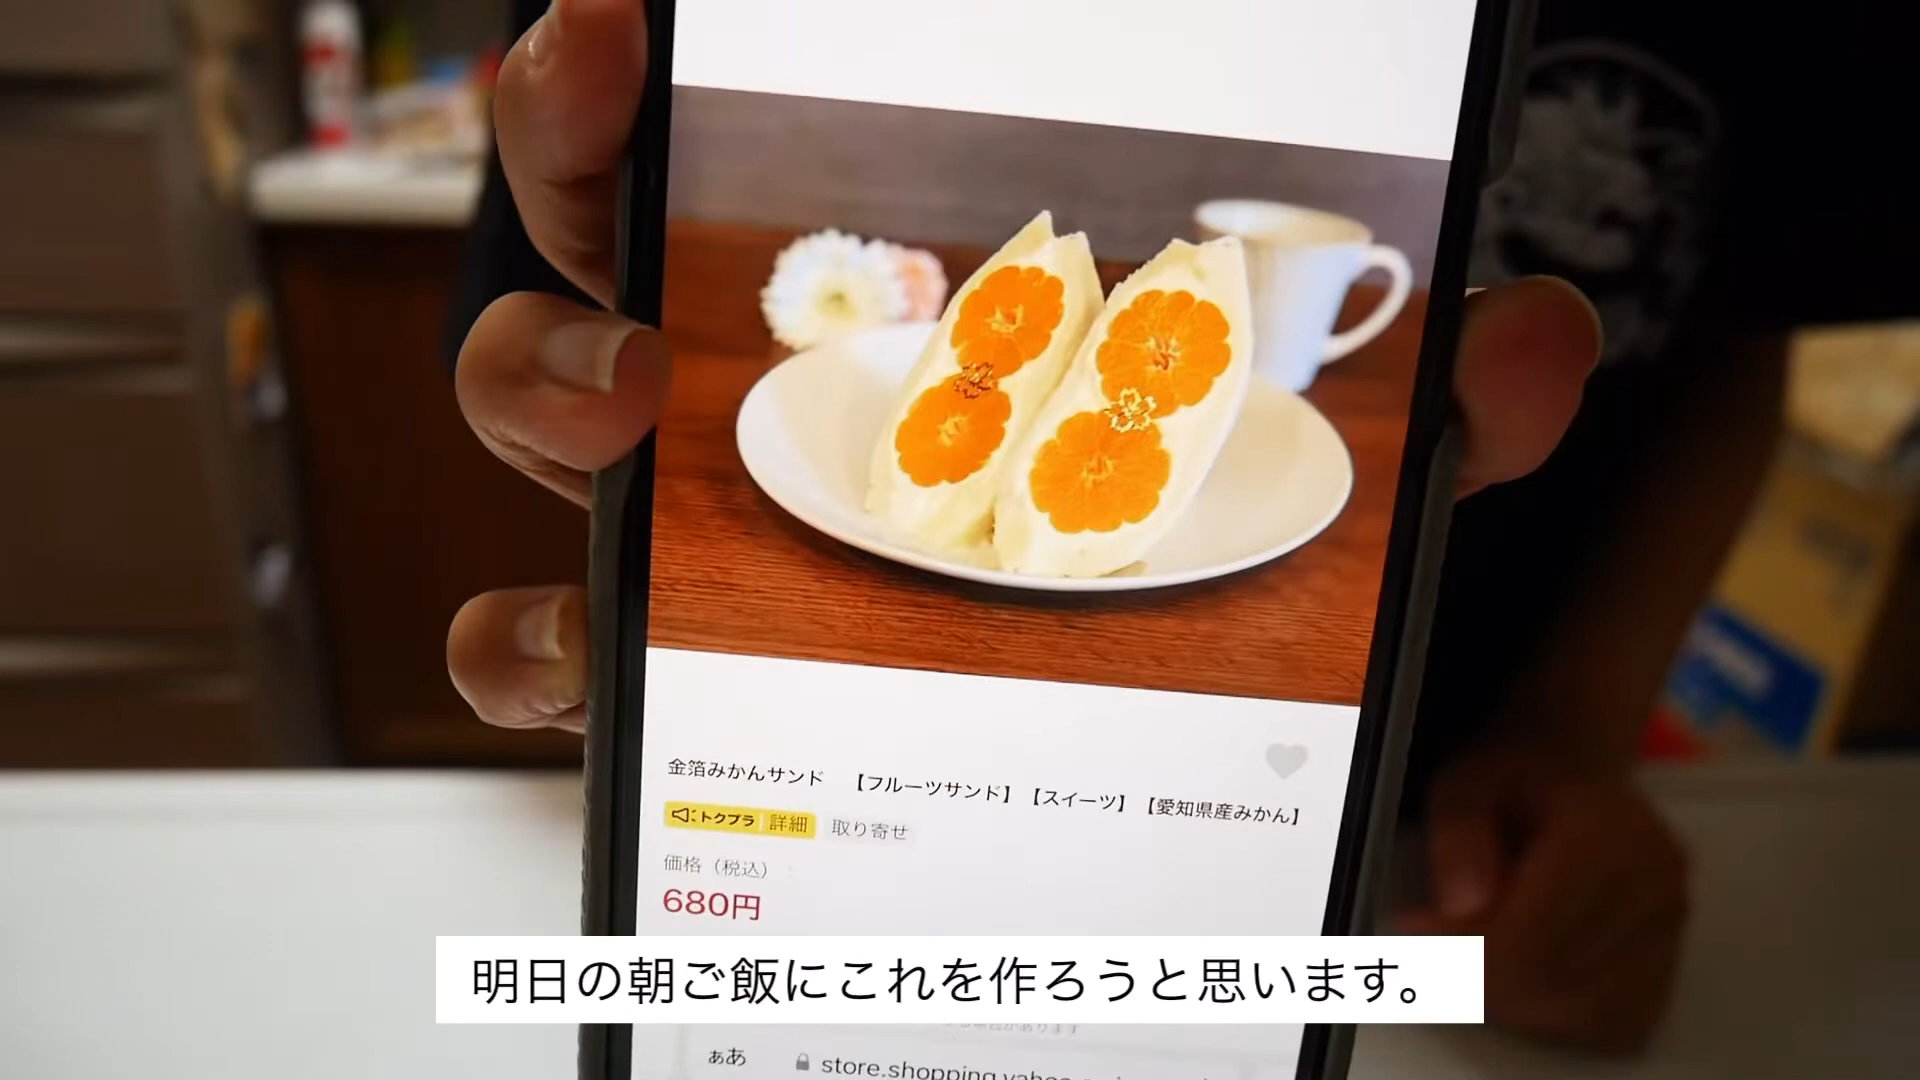 金箔みかんサンド 【フルーツサンド】【スイーツ】【愛知県産みかん】
トクプラ 詳細 取り寄せ
価格（税込）
680円
明日の朝ご飯にこれを作ろうと思います。
ぁあ store.shopping.yahoo